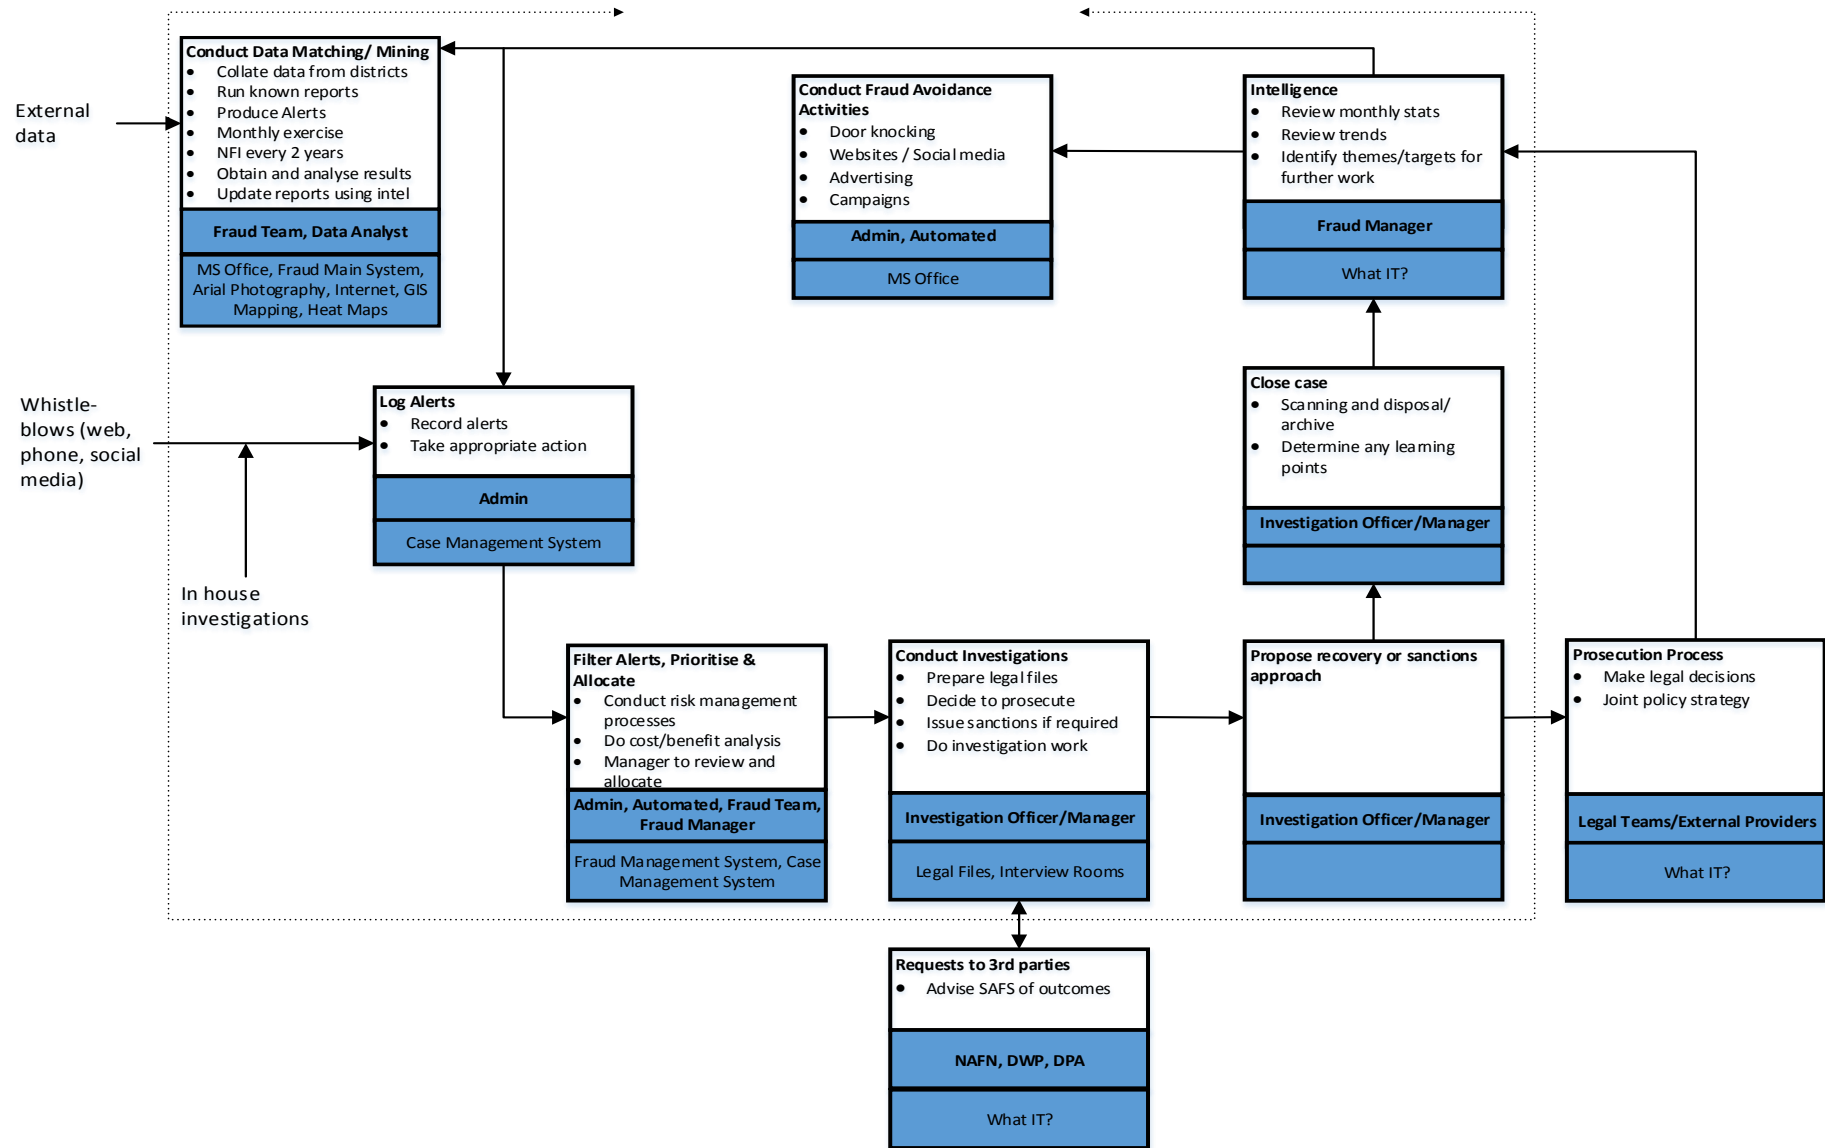 Conduct Data Matching/ Mining
• Collate data from districts
• Run known reports
• Produce Alerts
• Monthly exercise
• NFI every 2 years
• Obtain and analyse results
• Update reports using intel
Fraud Team, Data Analyst
MS Office, Fraud Main System,
Arial Photography, Internet, GIS
Mapping, Heat Maps
External
data
Conduct Fraud Avoidance
Activities
• Door knocking
• Websites / Social media
• Advertising
• Campaigns
Admin, Automated
MS Office
Intelligence
• Review monthly stats
• Review trends
• Identify themes/targets for
further work
Fraud Manager
What IT?
Whistle-
blows (web,
phone, social
media)
Log Alerts
• Record alerts
• Take appropriate action
Admin
Case Management System
Close case
• Scanning and disposal/
archive
• Determine any learning
points
Investigation Officer/Manager
In house
investigations
Filter Alerts, Prioritise &
Allocate
• Conduct risk management
processes
• Do cost/benefit analysis
• Manager to review and
allocate
Admin, Automated, Fraud Team,
Fraud Manager
Fraud Management System, Case
Management System
Conduct Investigations
• Prepare legal files
• Decide to prosecute
• Issue sanctions if required
• Do investigation work
Investigation Officer/Manager
Legal Files, Interview Rooms
Propose recovery or sanctions
approach
Investigation Officer/Manager
Prosecution Process
• Make legal decisions
• Joint policy strategy
Legal Teams/External Providers
What IT?
Requests to 3rd parties
• Advise SAFS of outcomes
NAFN, DWP, DPA
What IT?